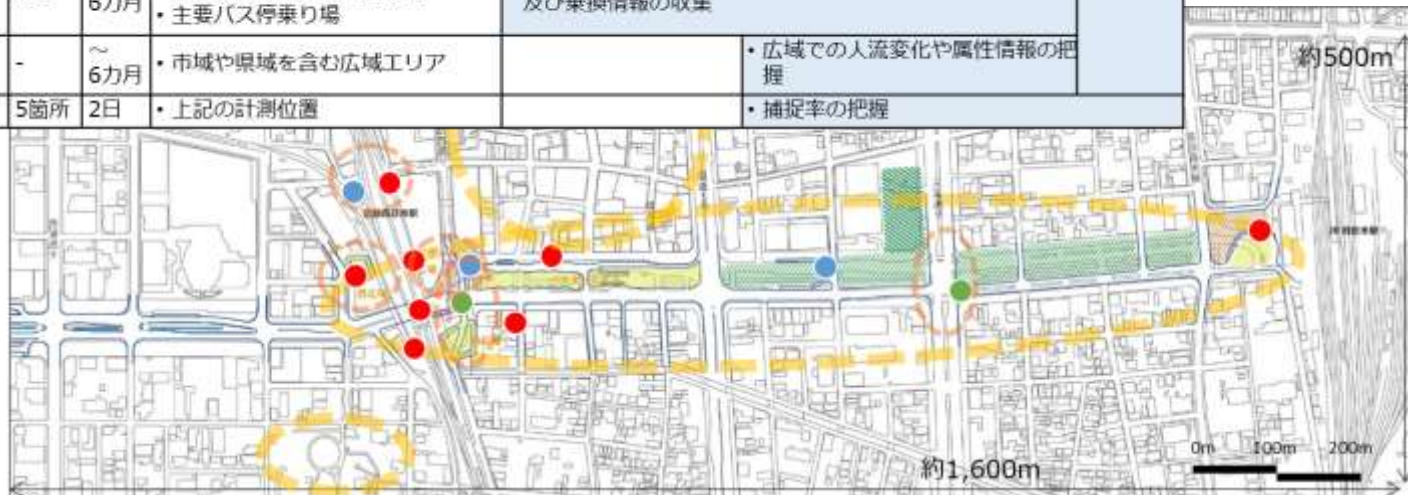 6カ月
• 主要バス停乗り場
及び乗換情報の収集
-
～
6カ月
• 市域や県域を含む広域エリア
• 広域での人流変化や属性情報の把
握
5箇所
2日
• 上記の計測位置
• 捕捉率の把握
約500m
約1,600m
0m
100m
200m